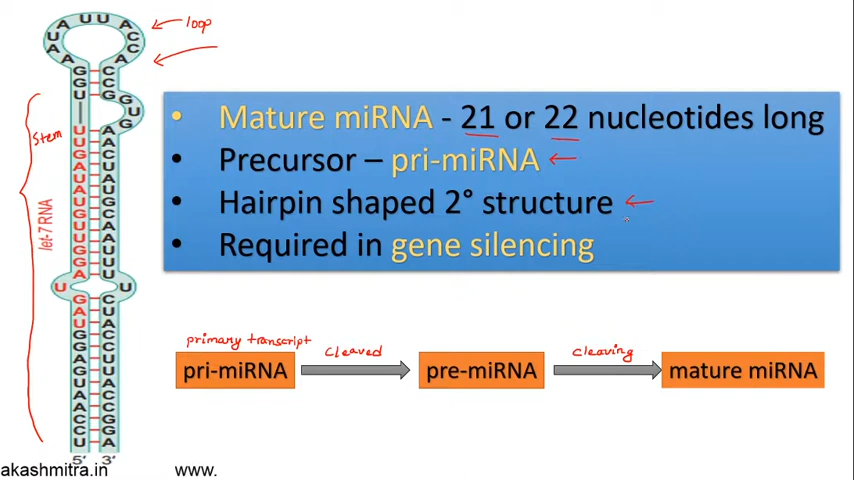 A U U A
U C
A C
A A
G C
G C
U G G
U
G
U A
U A
G C
A U
U A
A U
U G
G C
U A
U A
G U
G U
A U
U U
G C
A U
U A
G C
G C
A U
U U
G A
A C
A C
U G
C G
C G
U A
5' 3'
loop
Stem
let-7 RNA
• Mature miRNA - 21 or 22 nucleotides long
• Precursor – pri-miRNA
• Hairpin shaped 2° structure
• Required in gene silencing
primary transcript
cleaved
cleaving
pri-miRNA
pre-miRNA
mature miRNA
akashmitra.in www.